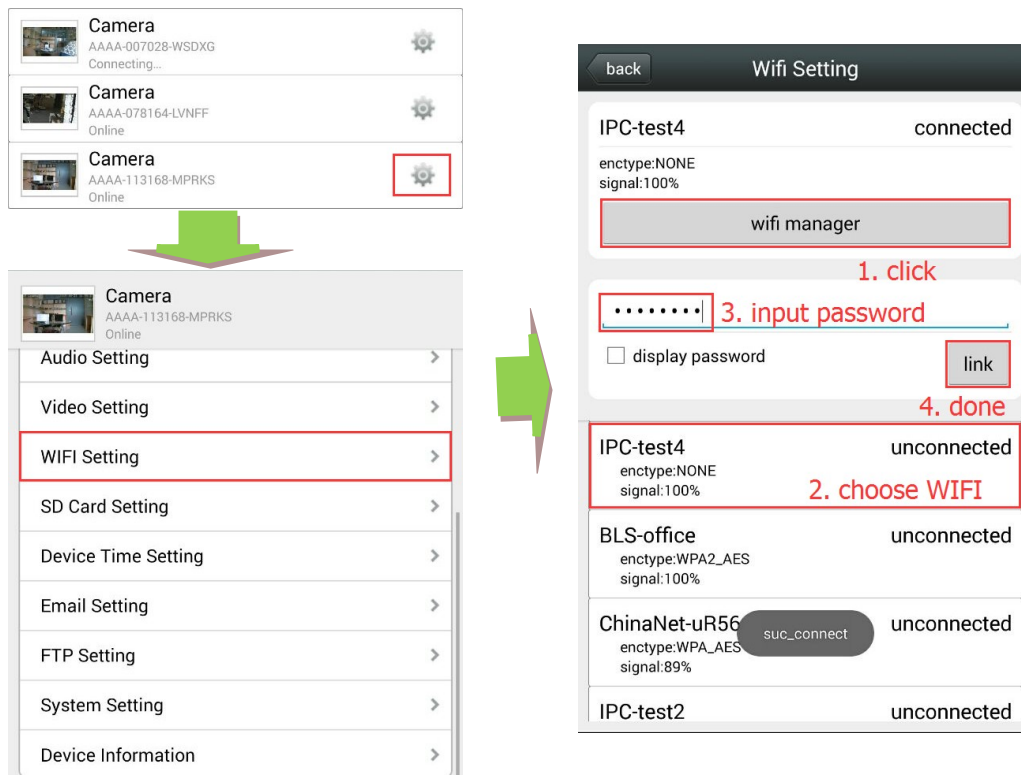 Camera
AAAA-007028-WSDXG
Connecting...
Camera
AAAA-078164-LVNFF
Online
Camera
AAAA-113168-MPRKS
Online
Camera
AAAA-113168-MPRKS
Online
Audio Setting
Video Setting
WIFI Setting
SD Card Setting
Device Time Setting
Email Setting
FTP Setting
System Setting
Device Information
back Wifi Setting
IPC-test4 connected
enctype:NONE
signal:100%
wifi manager
1. click
3. input password
display password
link
4. done
IPC-test4 unconnected
enctype:NONE
signal:100%
2. choose WIFI
BLS-office unconnected
enctype:WPA2_AES
signal:100%
ChinaNet-uR56 unconnected
suc_connect
enctype:WPA_AES
signal:89%
IPC-test2 unconnected